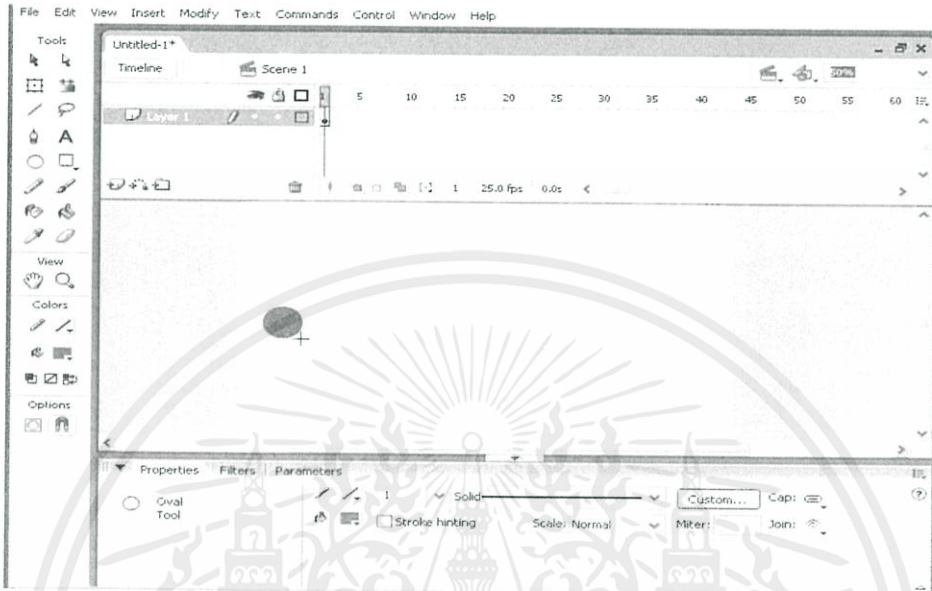 File Edit View Insert Modify Text Commands Control Window Help
Tools
Untitled-1*
Timeline
Scene 1
50%
5 10 15 20 25 30 35 40 45 50 55 60
Layer 1
A
1 25.0 fps 0.0s
View
Colors
Options
Properties Filters Parameters
Oval
Tool
1 Solid Custom... Cap:
Stroke hinting Scale: Normal Miter: Join: